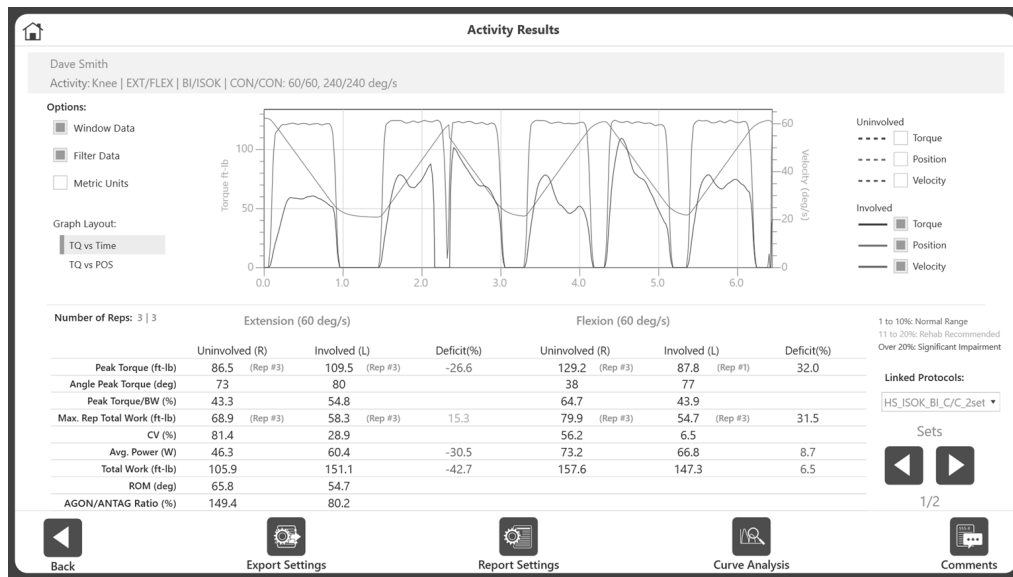 Activity Results
Dave Smith
Activity: Knee | EXT/FLEX | BI/ISOK | CON/CON: 60/60, 240/240 deg/s
Options:
Window Data
Filter Data
Metric Units
Graph Layout:
TQ vs Time
TQ vs POS
Torque ft-lb
100
50
0
0.0 1.0 2.0 3.0 4.0 5.0 6.0
60
40
20
0
Velocity (deg/s)
Uninvolved
Torque
Position
Velocity
Involved
Torque
Position
Velocity
Number of Reps: 3 | 3
Extension (60 deg/s) Flexion (60 deg/s)
Uninvolved (R) Involved (L) Deficit(%) Uninvolved (R) Involved (L) Deficit(%)
Peak Torque (ft-lb) 86.5 (Rep #3) 109.5 (Rep #3) -26.6 129.2 (Rep #3) 87.8 (Rep #1) 32.0
Angle Peak Torque (deg) 73 80 38 77
Peak Torque/BW (%) 43.3 54.8 64.7 43.9
Max. Rep Total Work (ft-lb) 68.9 (Rep #3) 58.3 (Rep #3) 15.3 79.9 (Rep #3) 54.7 (Rep #3) 31.5
CV (%) 81.4 28.9 56.2 6.5
Avg. Power (W) 46.3 60.4 -30.5 73.2 66.8 8.7
Total Work (ft-lb) 105.9 151.1 -42.7 157.6 147.3 6.5
ROM (deg) 65.8 54.7
AGON/ANTAG Ratio (%) 149.4 80.2
1 to 10%: Normal Range
11 to 20%: Rehab Recommended
Over 20%: Significant Impairment
Linked Protocols:
HS_ISOK_BI_C/C_2set
Sets
1/2
Back
Export Settings
Report Settings
Curve Analysis
Comments